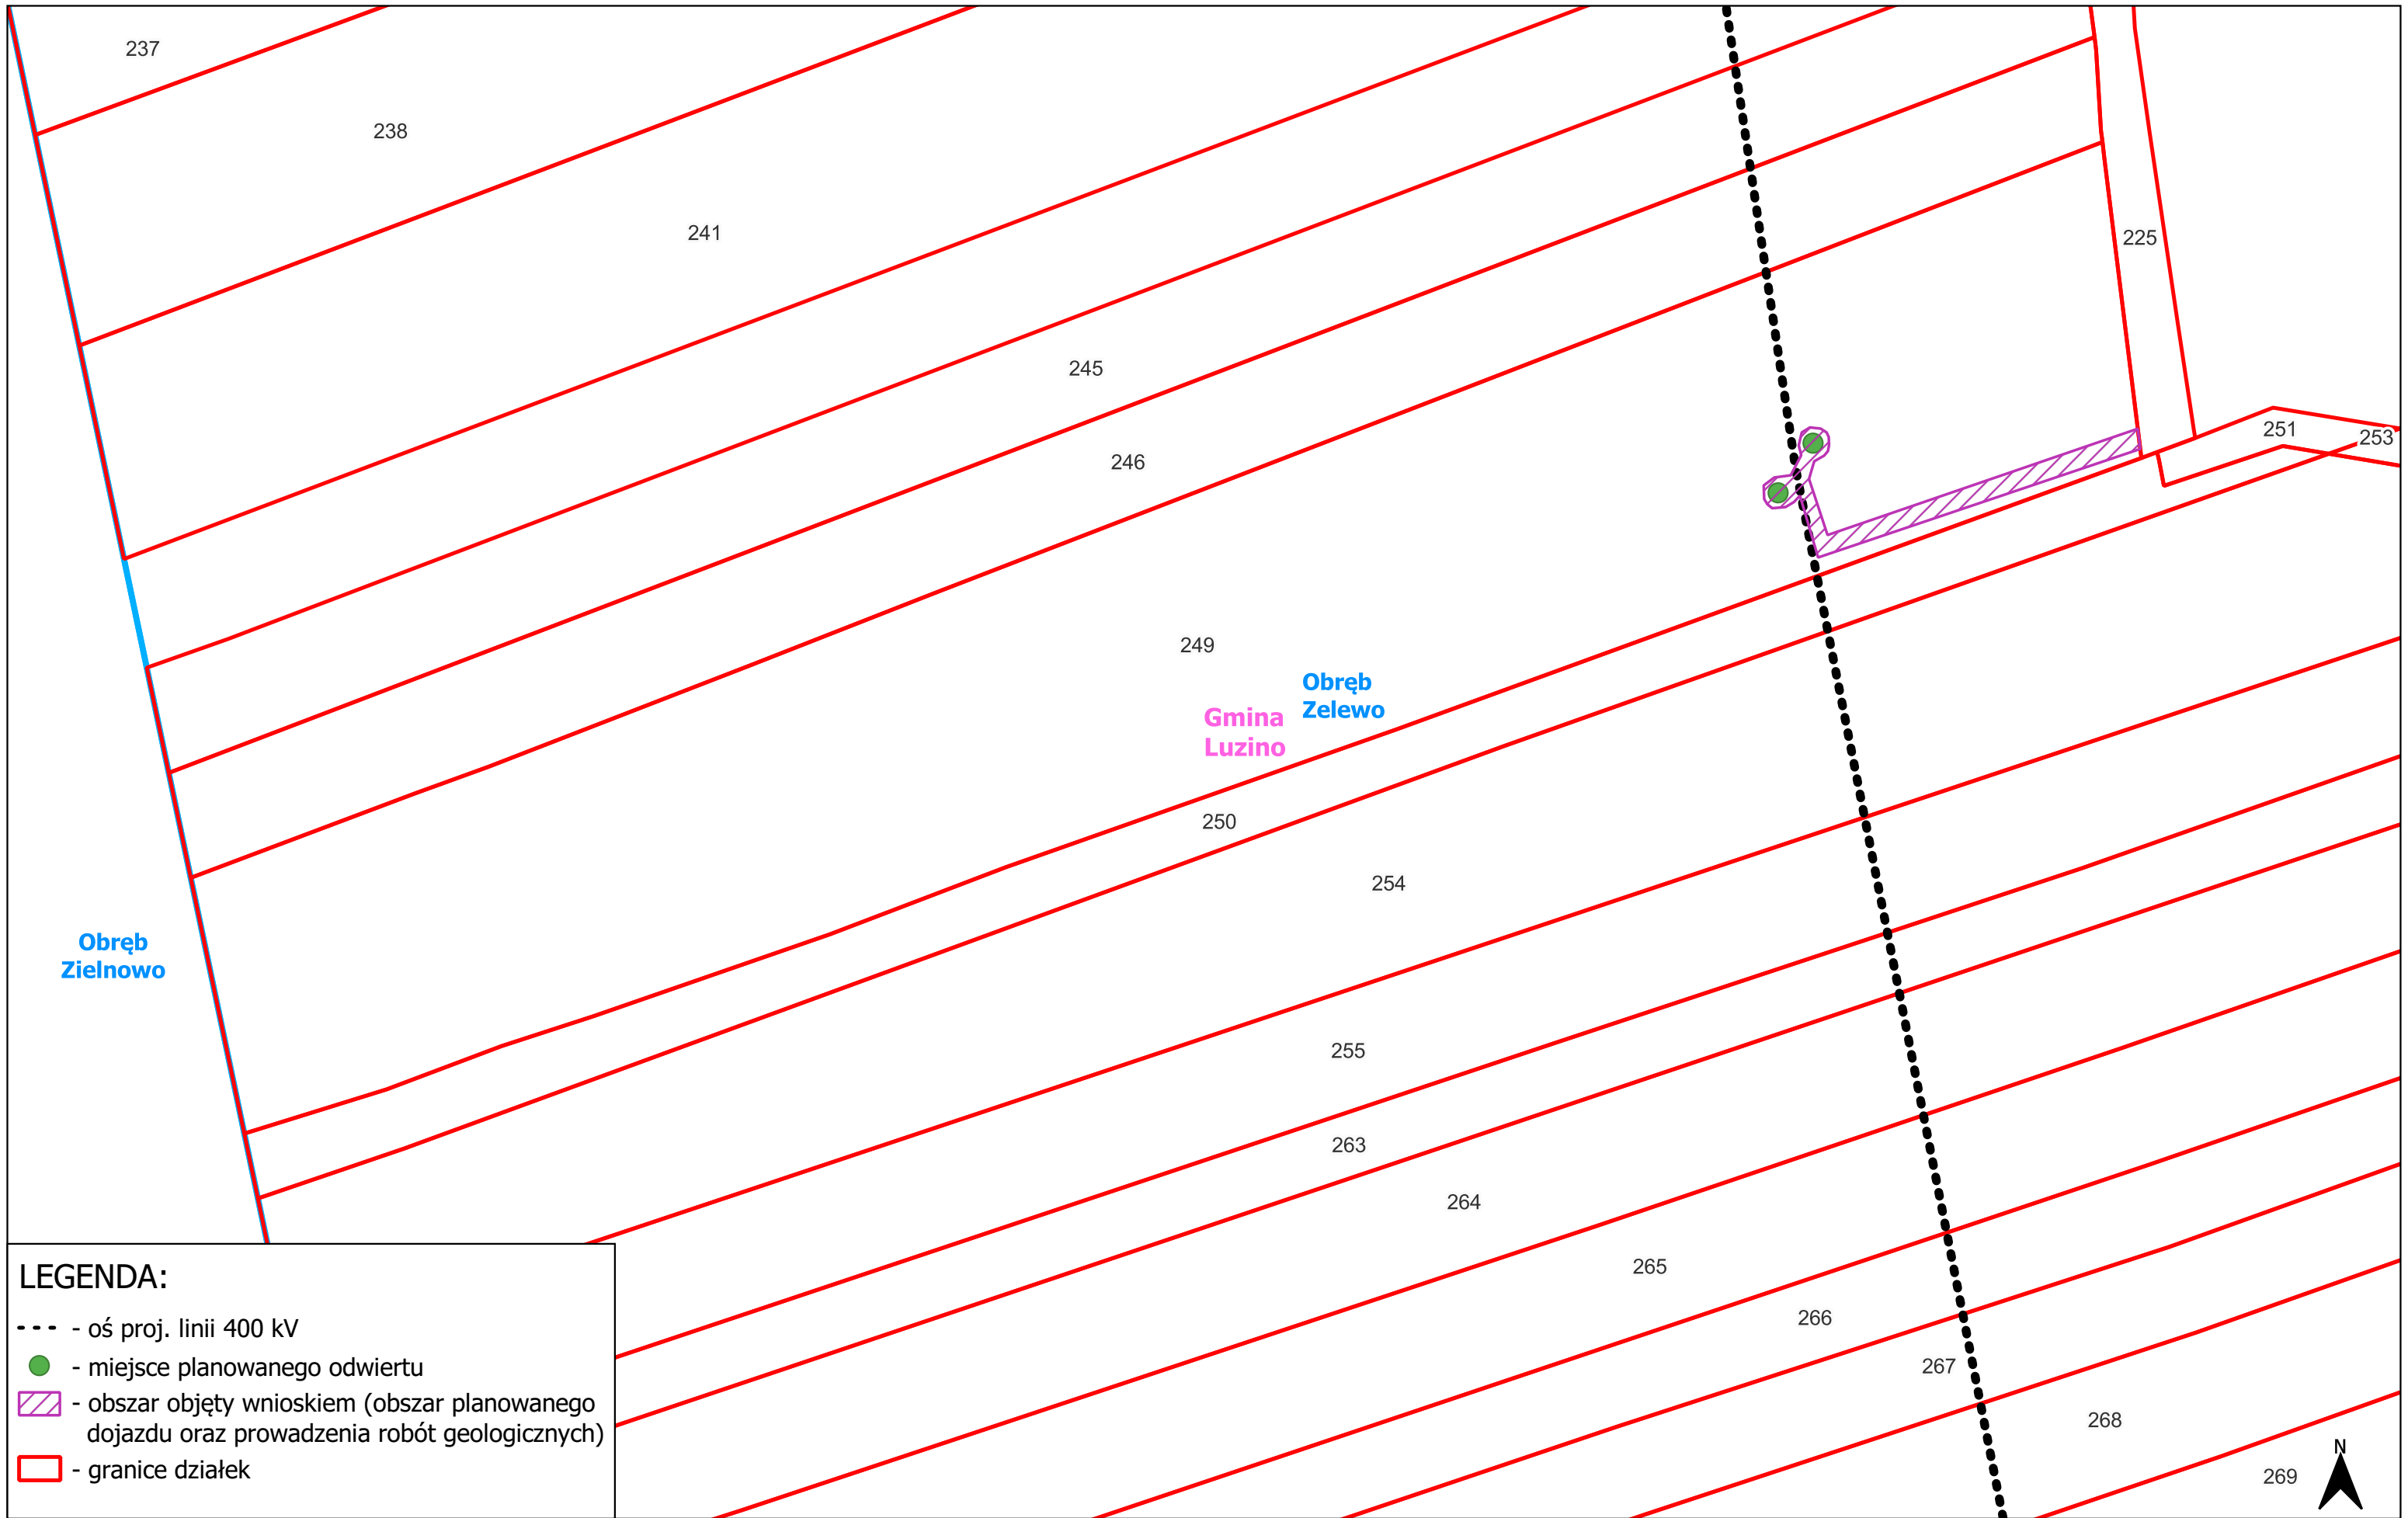 237
238
241
225
245
251
253
246
249
Obręb
Zelewo
Gmina
Luzino
250
254
Obręb
Zielnowo
255
263
264
265
266
267
268
269
N
LEGENDA:
- oś proj. linii 400 kV
- miejsce planowanego odwiertu
- obszar objęty wnioskiem (obszar planowanego
dojazdu oraz prowadzenia robót geologicznych)
- granice działek